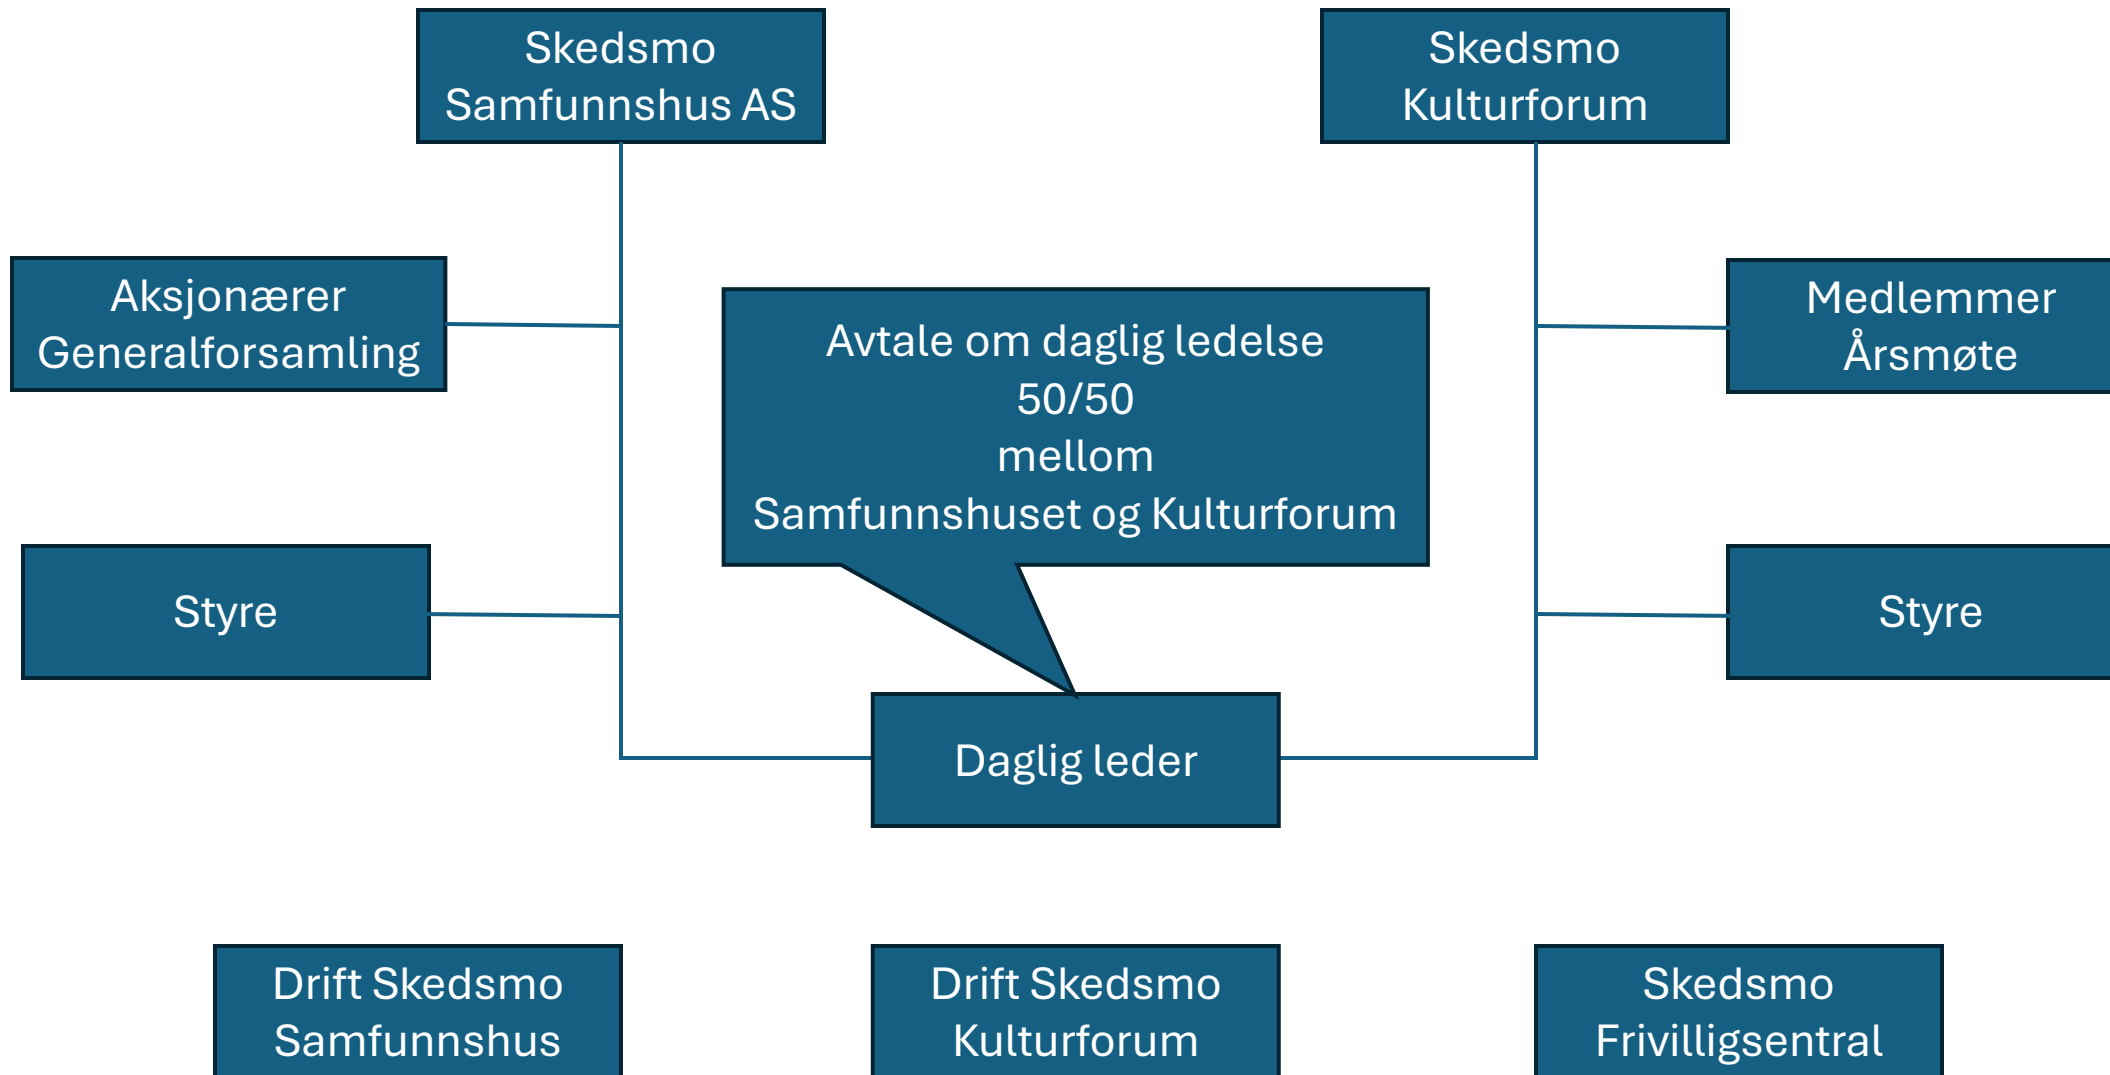 Skedsmo
Samfunnshus AS
Skedsmo
Kulturforum
Aksjonærer
Generalforsamling
Avtale om daglig ledelse
50/50
mellom
Samfunnshuset og Kulturforum
Medlemmer
Årsmøte
Styre
Styre
Daglig leder
Drift Skedsmo
Samfunnshus
Drift Skedsmo
Kulturforum
Skedsmo
Frivilligsentral